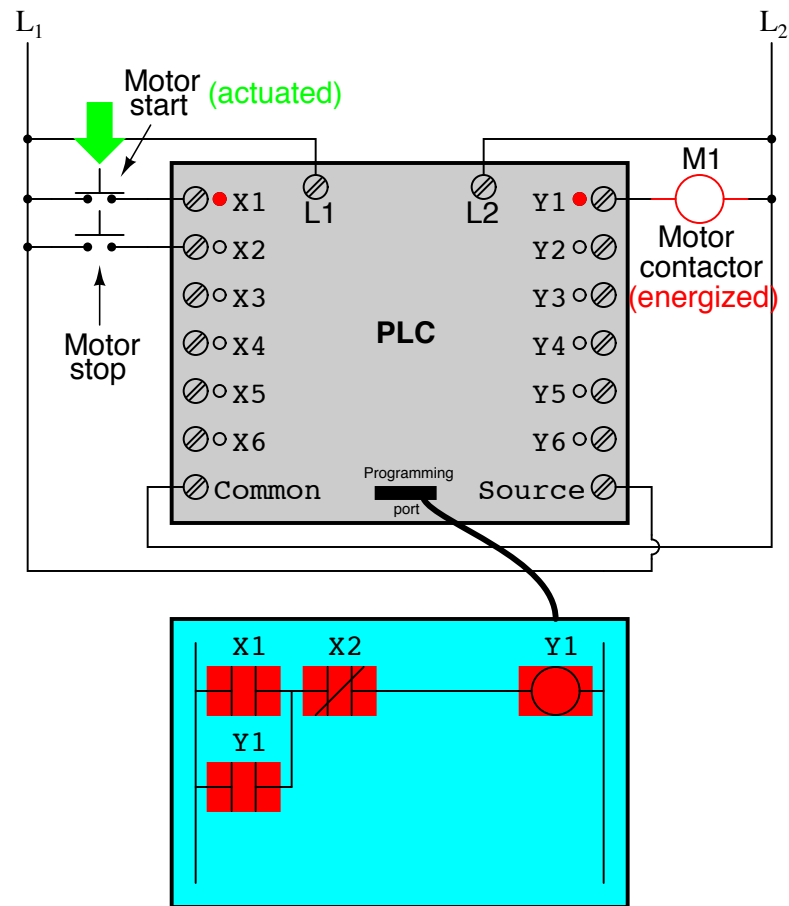 L1
L2
Motor
start
(actuated)
M1
X1
L1
L2
Y1
X2
Y2
Motor
contactor
(energized)
X3
Y3
Motor
stop
PLC
X4
Y4
X5
Y5
X6
Y6
Common
Programming
port
Source
X1
X2
Y1
Y1